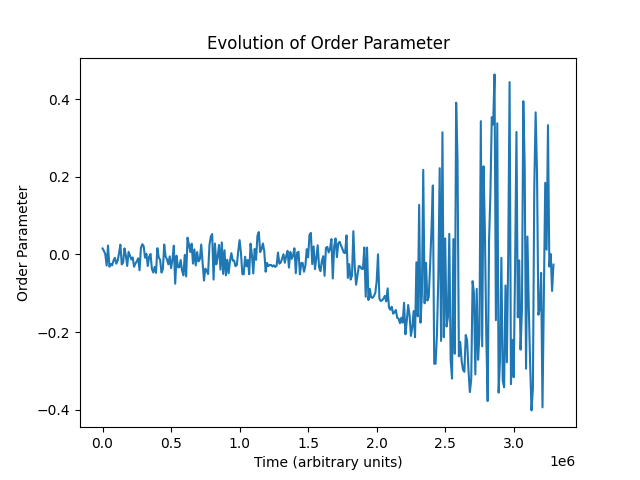 Evolution of Order Parameter
Order Parameter
0.4
0.2
0.0
−0.2
−0.4
0.0 0.5 1.0 1.5 2.0 2.5 3.0
1e6
Time (arbitrary units)